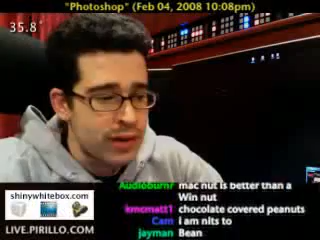 "Photoshop" (Feb 04, 2008 10:08pm)
35.8°
Audioburnr mac nut is better than a
Win nut
kmcmatt1 chocolate covered peanuts
Cam i am nits to
jayman Bean
shinywhitebox.com
LIVE.PIRILLO.COM